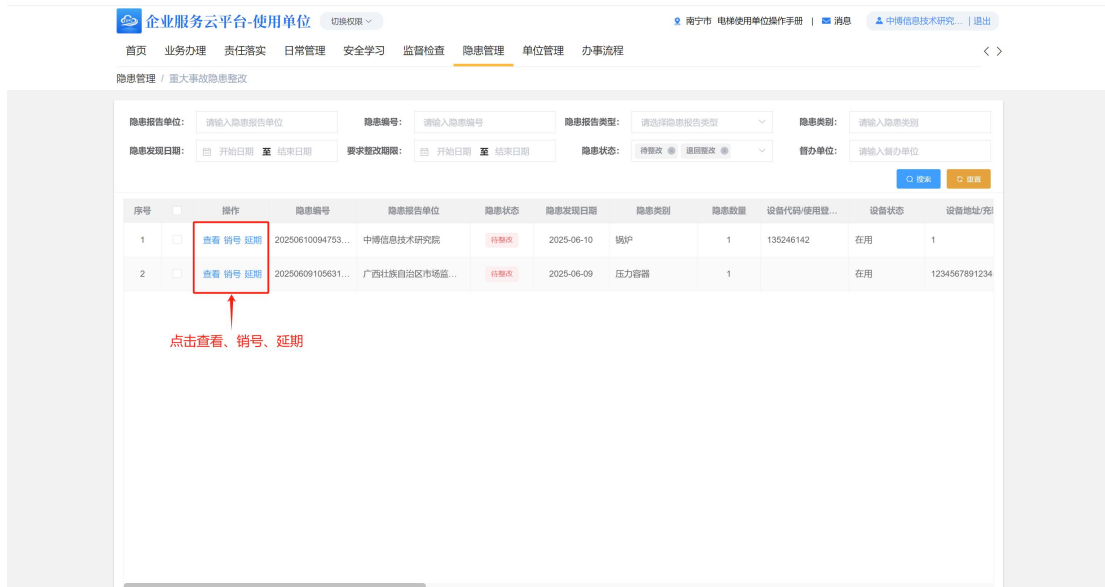 企业服务云平台-使用单位 切换权限 南宁市 电梯使用单位操作手册 | 消息 中博信息技术研究... | 退出
首页 业务办理 责任落实 日常管理 安全学习 监督检查 隐患管理 单位管理 办事流程
隐患管理 / 重大事故隐患整改
隐患报告单位: 请输入隐患报告单位 隐患编号: 请输入隐患编号 隐患报告类型: 请选择隐患报告类型 隐患类别: 请输入隐患类别
隐患发现日期: 开始日期 至 结束日期 要求整改期限: 开始日期 至 结束日期 隐患状态: 待整改 退回整改 督办单位: 请输入督办单位
搜索 重置
序号 操作 隐患编号 隐患报告单位 隐患状态 隐患发现日期 隐患类别 隐患数量 设备代码/使用登... 设备状态 设备地址/充
1 查看 销号 延期 20250610094753... 中博信息技术研究院 待整改 2025-06-10 锅炉 1 135246142 在用 1
2 查看 销号 延期 20250609105631... 广西壮族自治区市场监... 待整改 2025-06-09 压力容器 1 在用 1234567891234
点击查看、销号、延期